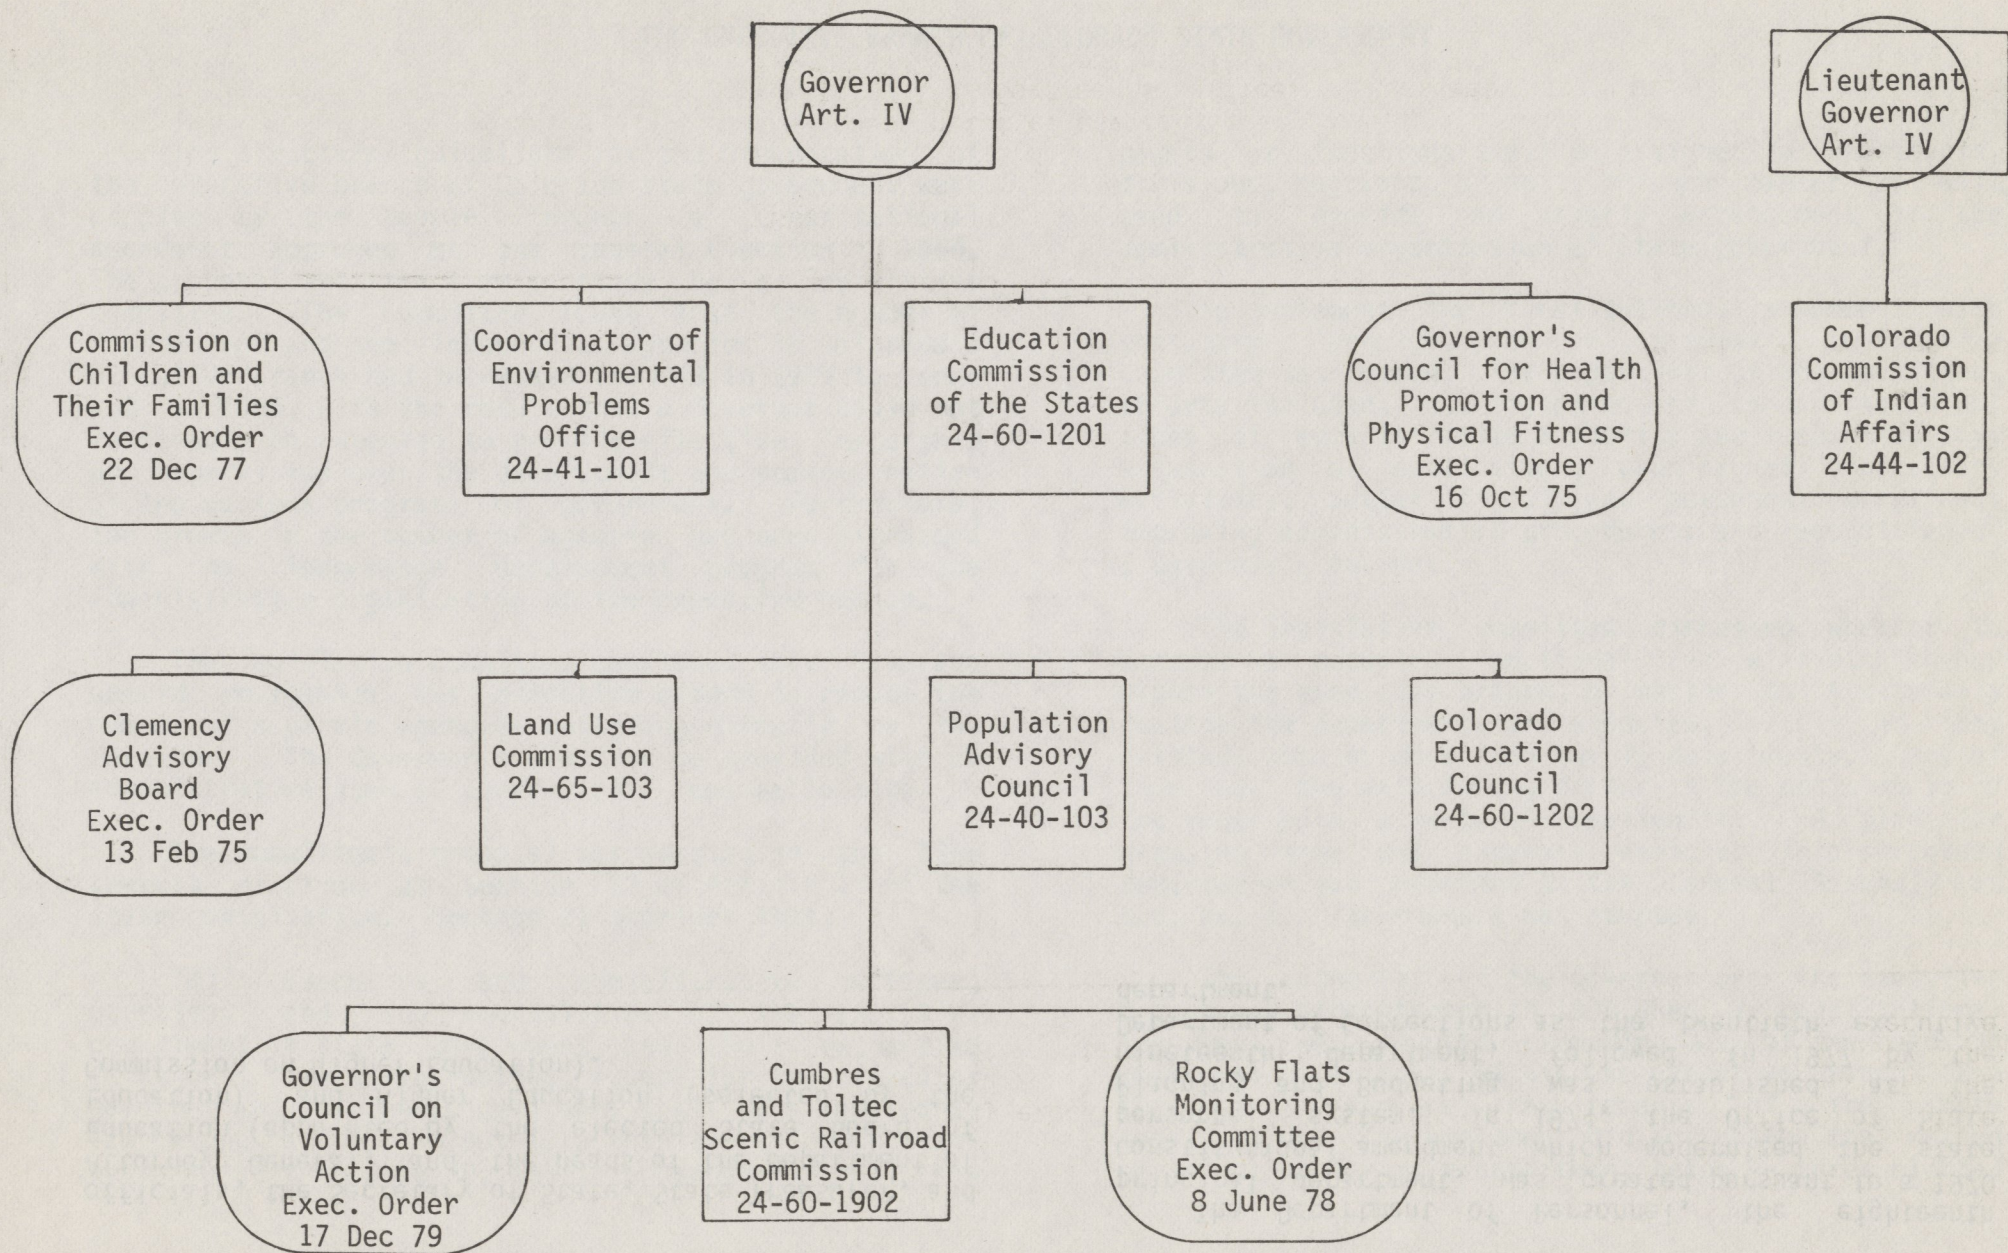 Governor
Art. IV
Lieutenant
Governor
Art. IV
Commission on
Children and
Their Families
Exec. Order
22 Dec 77
Coordinator of
Environmental
Problems
Office
24-41-101
Education
Commission
of the States
24-60-1201
Governor's
Council for Health
Promotion and
Physical Fitness
Exec. Order
16 Oct 75
Colorado
Commission
of Indian
Affairs
24-44-102
Clemency
Advisory
Board
Exec. Order
13 Feb 75
Land Use
Commission
24-65-103
Population
Advisory
Council
24-40-103
Colorado
Education
Council
24-60-1202
Governor's
Council on
Voluntary
Action
Exec. Order
17 Dec 79
Cumbres
and Toltec
Scenic Railroad
Commission
24-60-1902
Rocky Flats
Monitoring
Committee
Exec. Order
8 June 78